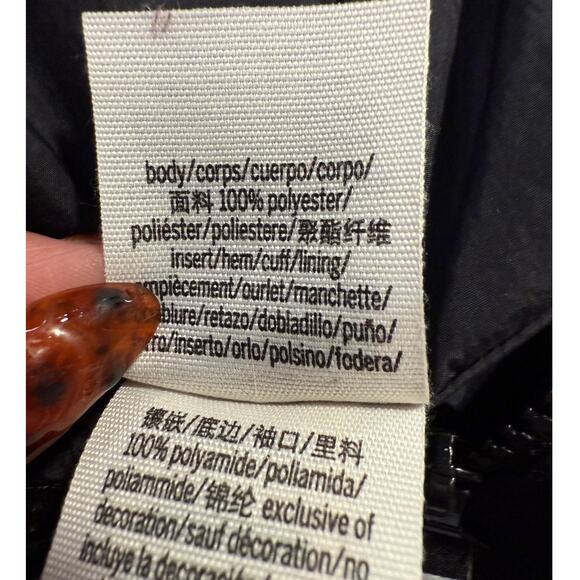 body/corps/cuerpo/corpo/
面料 100% polyester/
poliéster/poliestere/聚酯纤维
insert/hem/cuff/lining/
empiècement/ourlet/manchette/
/retazo/dobladillo/puño/
/inserto/orlo/polsino/fodera/
镶嵌/底边/袖口/里料
100% polyamide/poliamida/
poliammide/锦纶 exclusive of
decoration/sauf décoration/no
incluye la decoración/